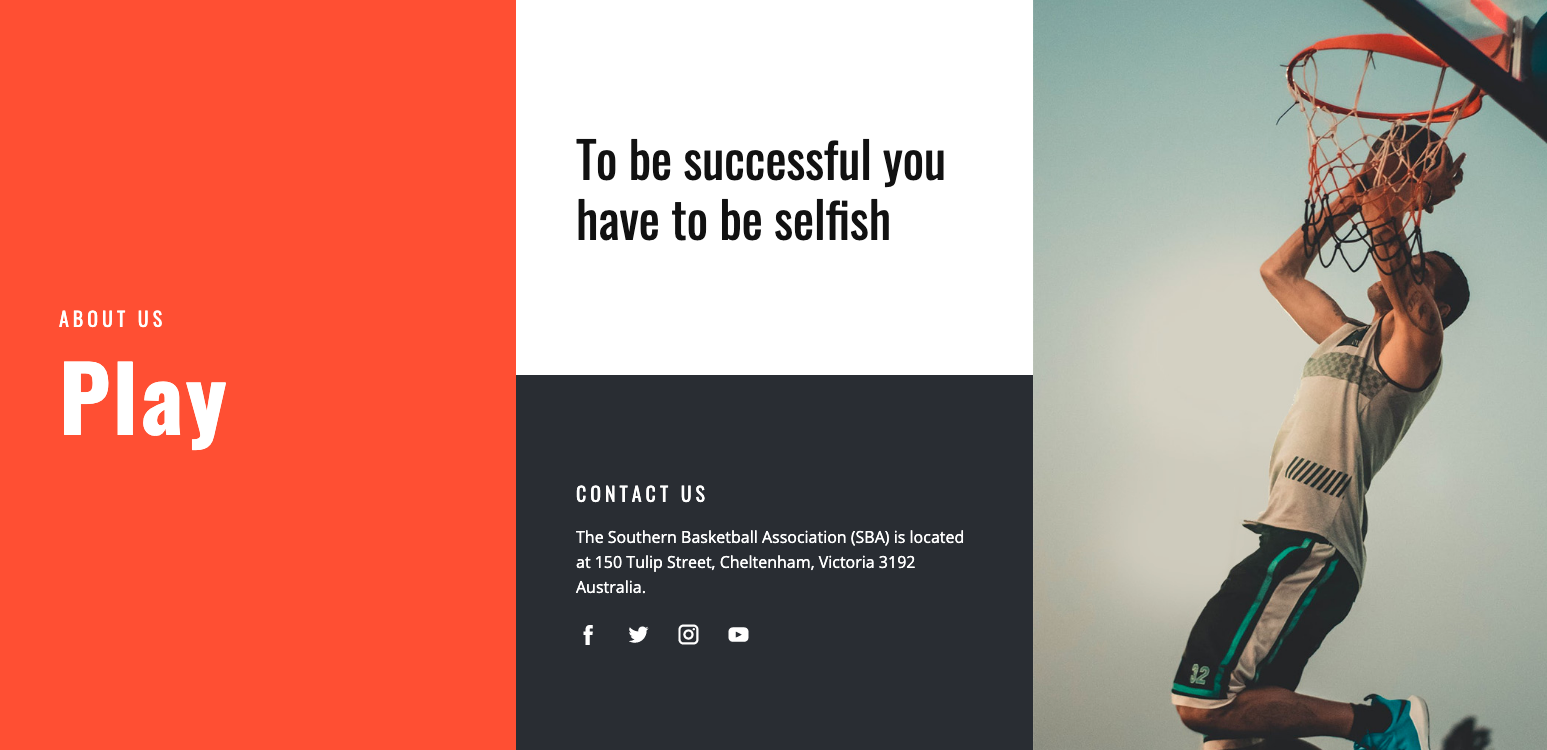 ABOUT US
Play
To be successful you
have to be selfish
CONTACT US
The Southern Basketball Association (SBA) is located
at 150 Tulip Street, Cheltenham, Victoria 3192
Australia.
32